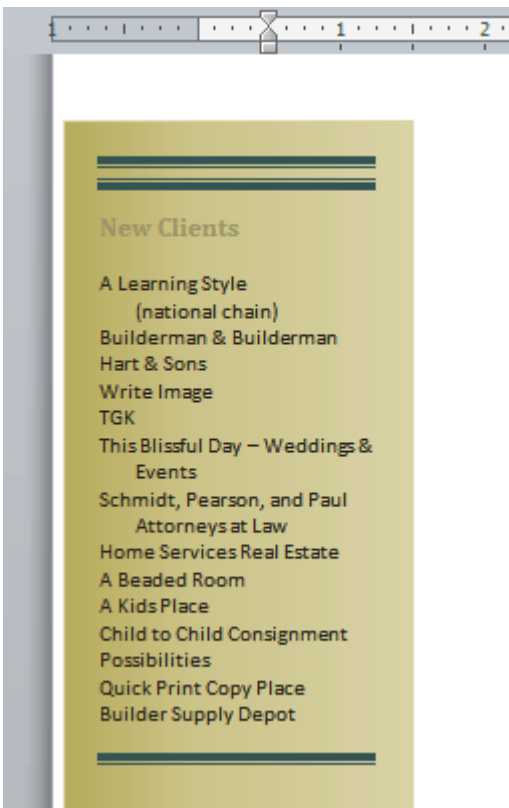 1 1 2
New Clients
A Learning Style
(national chain)
Builderman & Builderman
Hart & Sons
Write Image
TGK
This Blissful Day – Weddings &
Events
Schmidt, Pearson, and Paul
Attorneys at Law
Home Services Real Estate
A Beaded Room
A Kids Place
Child to Child Consignment
Possibilities
Quick Print Copy Place
Builder Supply Depot